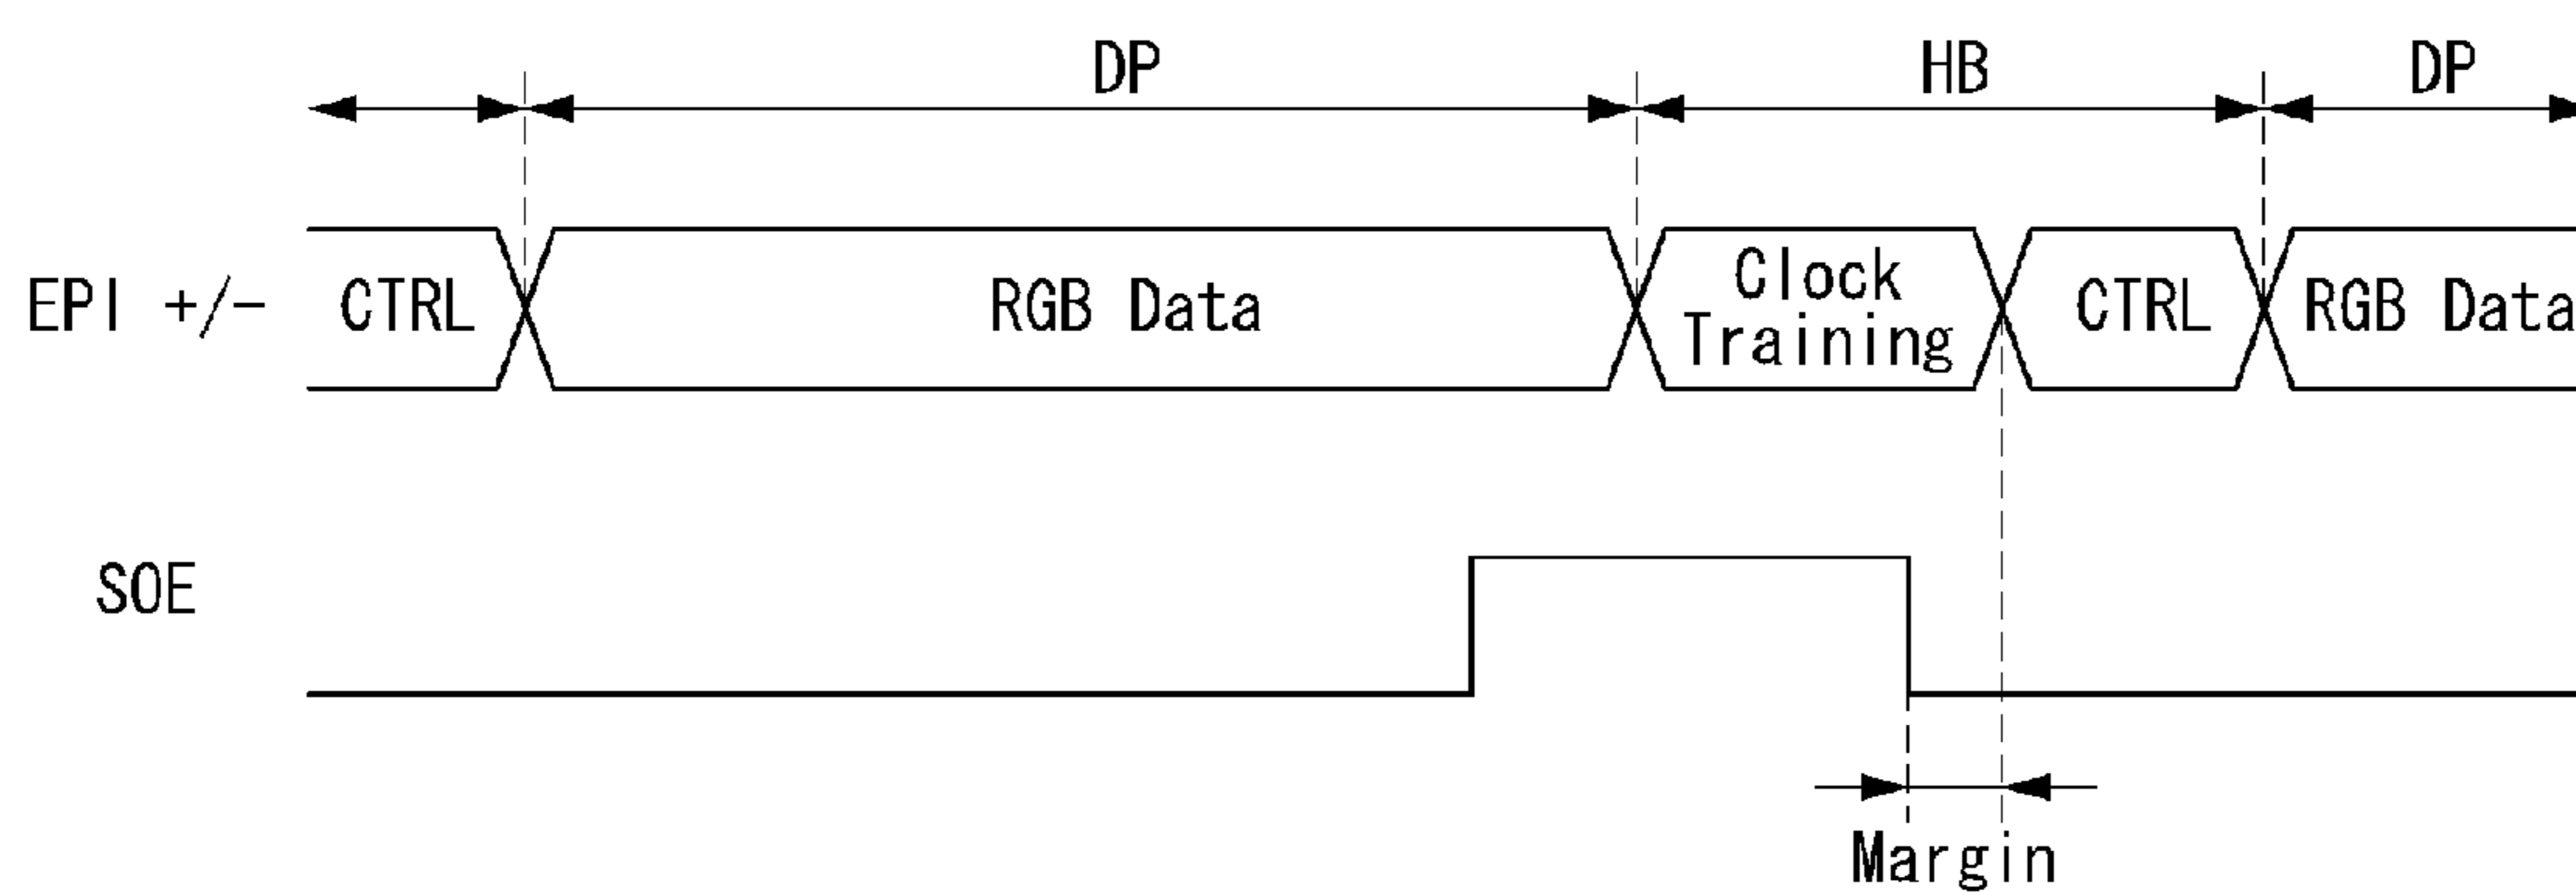 DP HB DP
EPI +/- CTRL RGB Data Clock Training CTRL RGB Data
SOE
Margin